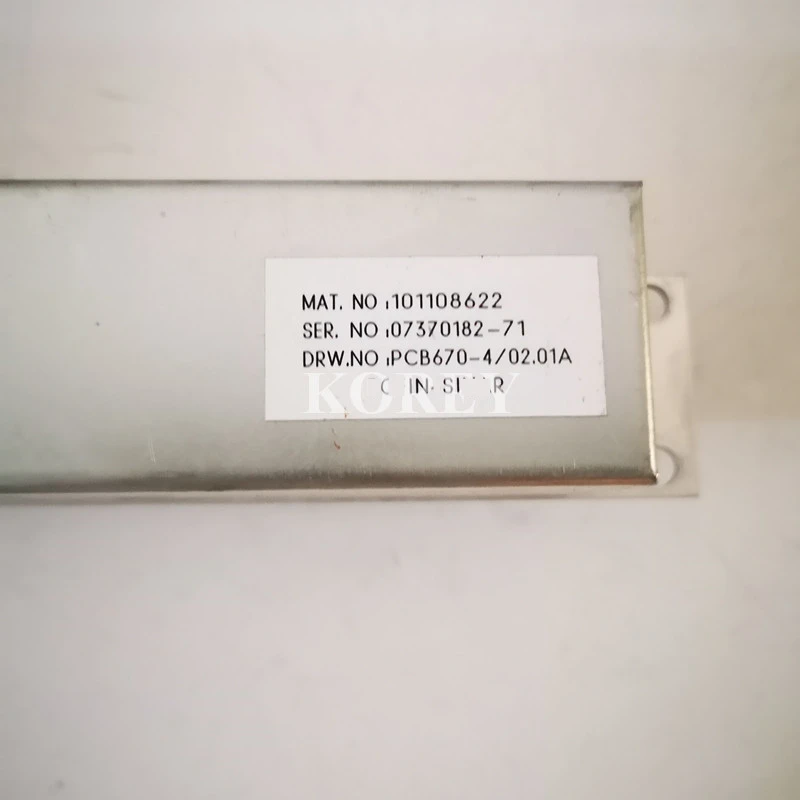 MAT. NO :101108622
SER. NO :07370182-71
DRW.NO :PCB670-4/02.01A
KOREY